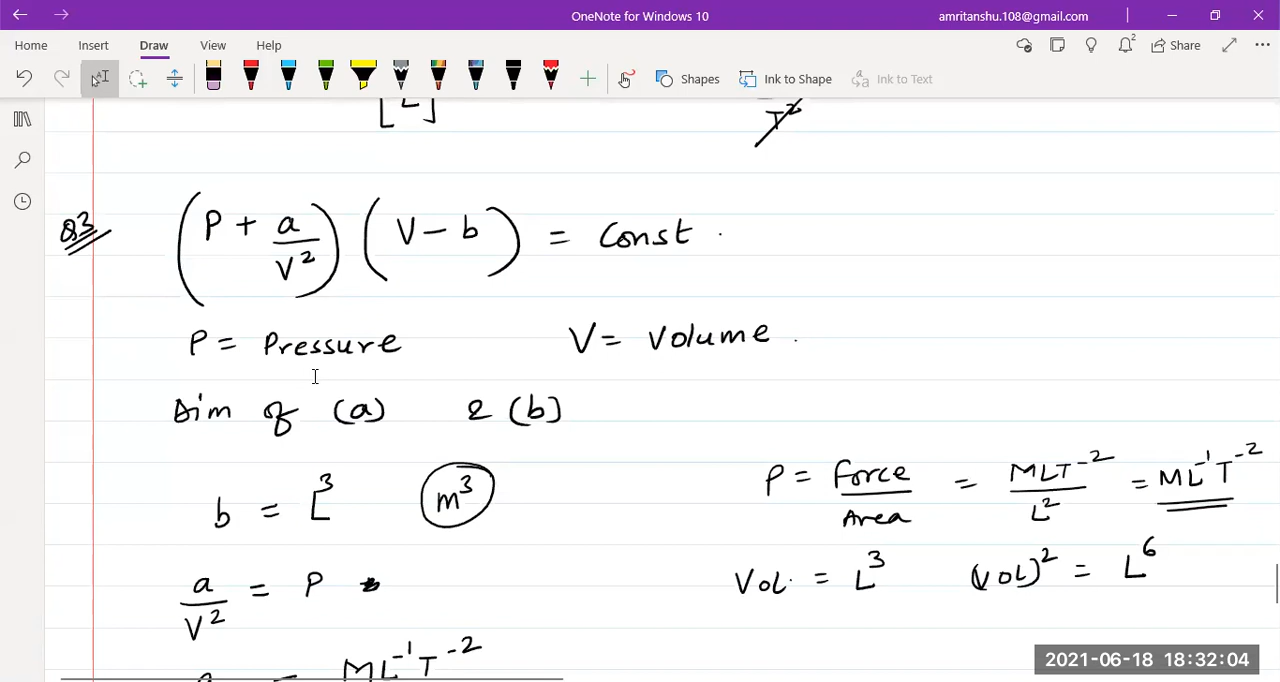 OneNote for Windows 10
amritanshu.108@gmail.com
Home Insert Draw View Help
Share
Shapes
Ink to Shape
Ink to Text
[L]
T²
Q3 (P + a/V²) (V - b) = Const.
P = Pressure V = Volume.
Dim of (a) & (b)
b = L³ m³
P = Force/Area = MLT⁻²/L² = ML⁻¹T⁻²
Vol. = L³ (Vol)² = L⁶
a/V² = P
= ML⁻¹T⁻²
2021-06-18 18:32:04